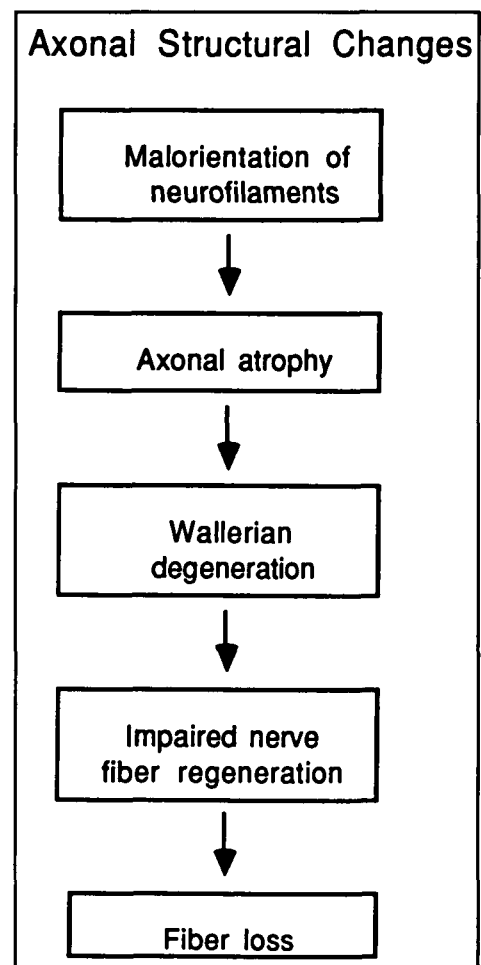 Axonal Structural Changes
Malorientation of
neurofilaments
Axonal atrophy
Wallerian
degeneration
Impaired nerve
fiber regeneration
Fiber loss